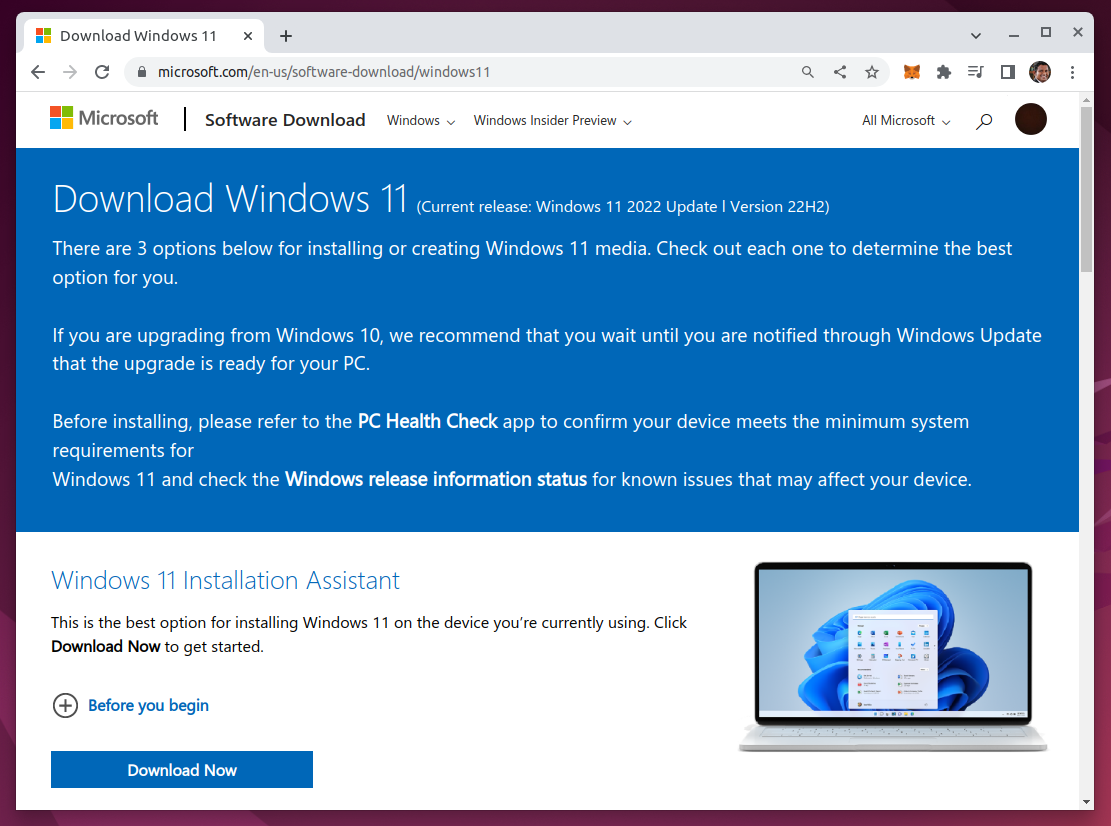 Download Windows 11
microsoft.com/en-us/software-download/windows11
Microsoft
Software Download
Windows
Windows Insider Preview
All Microsoft
Download Windows 11 (Current release: Windows 11 2022 Update l Version 22H2)
There are 3 options below for installing or creating Windows 11 media. Check out each one to determine the best
option for you.
If you are upgrading from Windows 10, we recommend that you wait until you are notified through Windows Update
that the upgrade is ready for your PC.
Before installing, please refer to the PC Health Check app to confirm your device meets the minimum system
requirements for
Windows 11 and check the Windows release information status for known issues that may affect your device.
Windows 11 Installation Assistant
This is the best option for installing Windows 11 on the device you’re currently using. Click
Download Now to get started.
Before you begin
Download Now